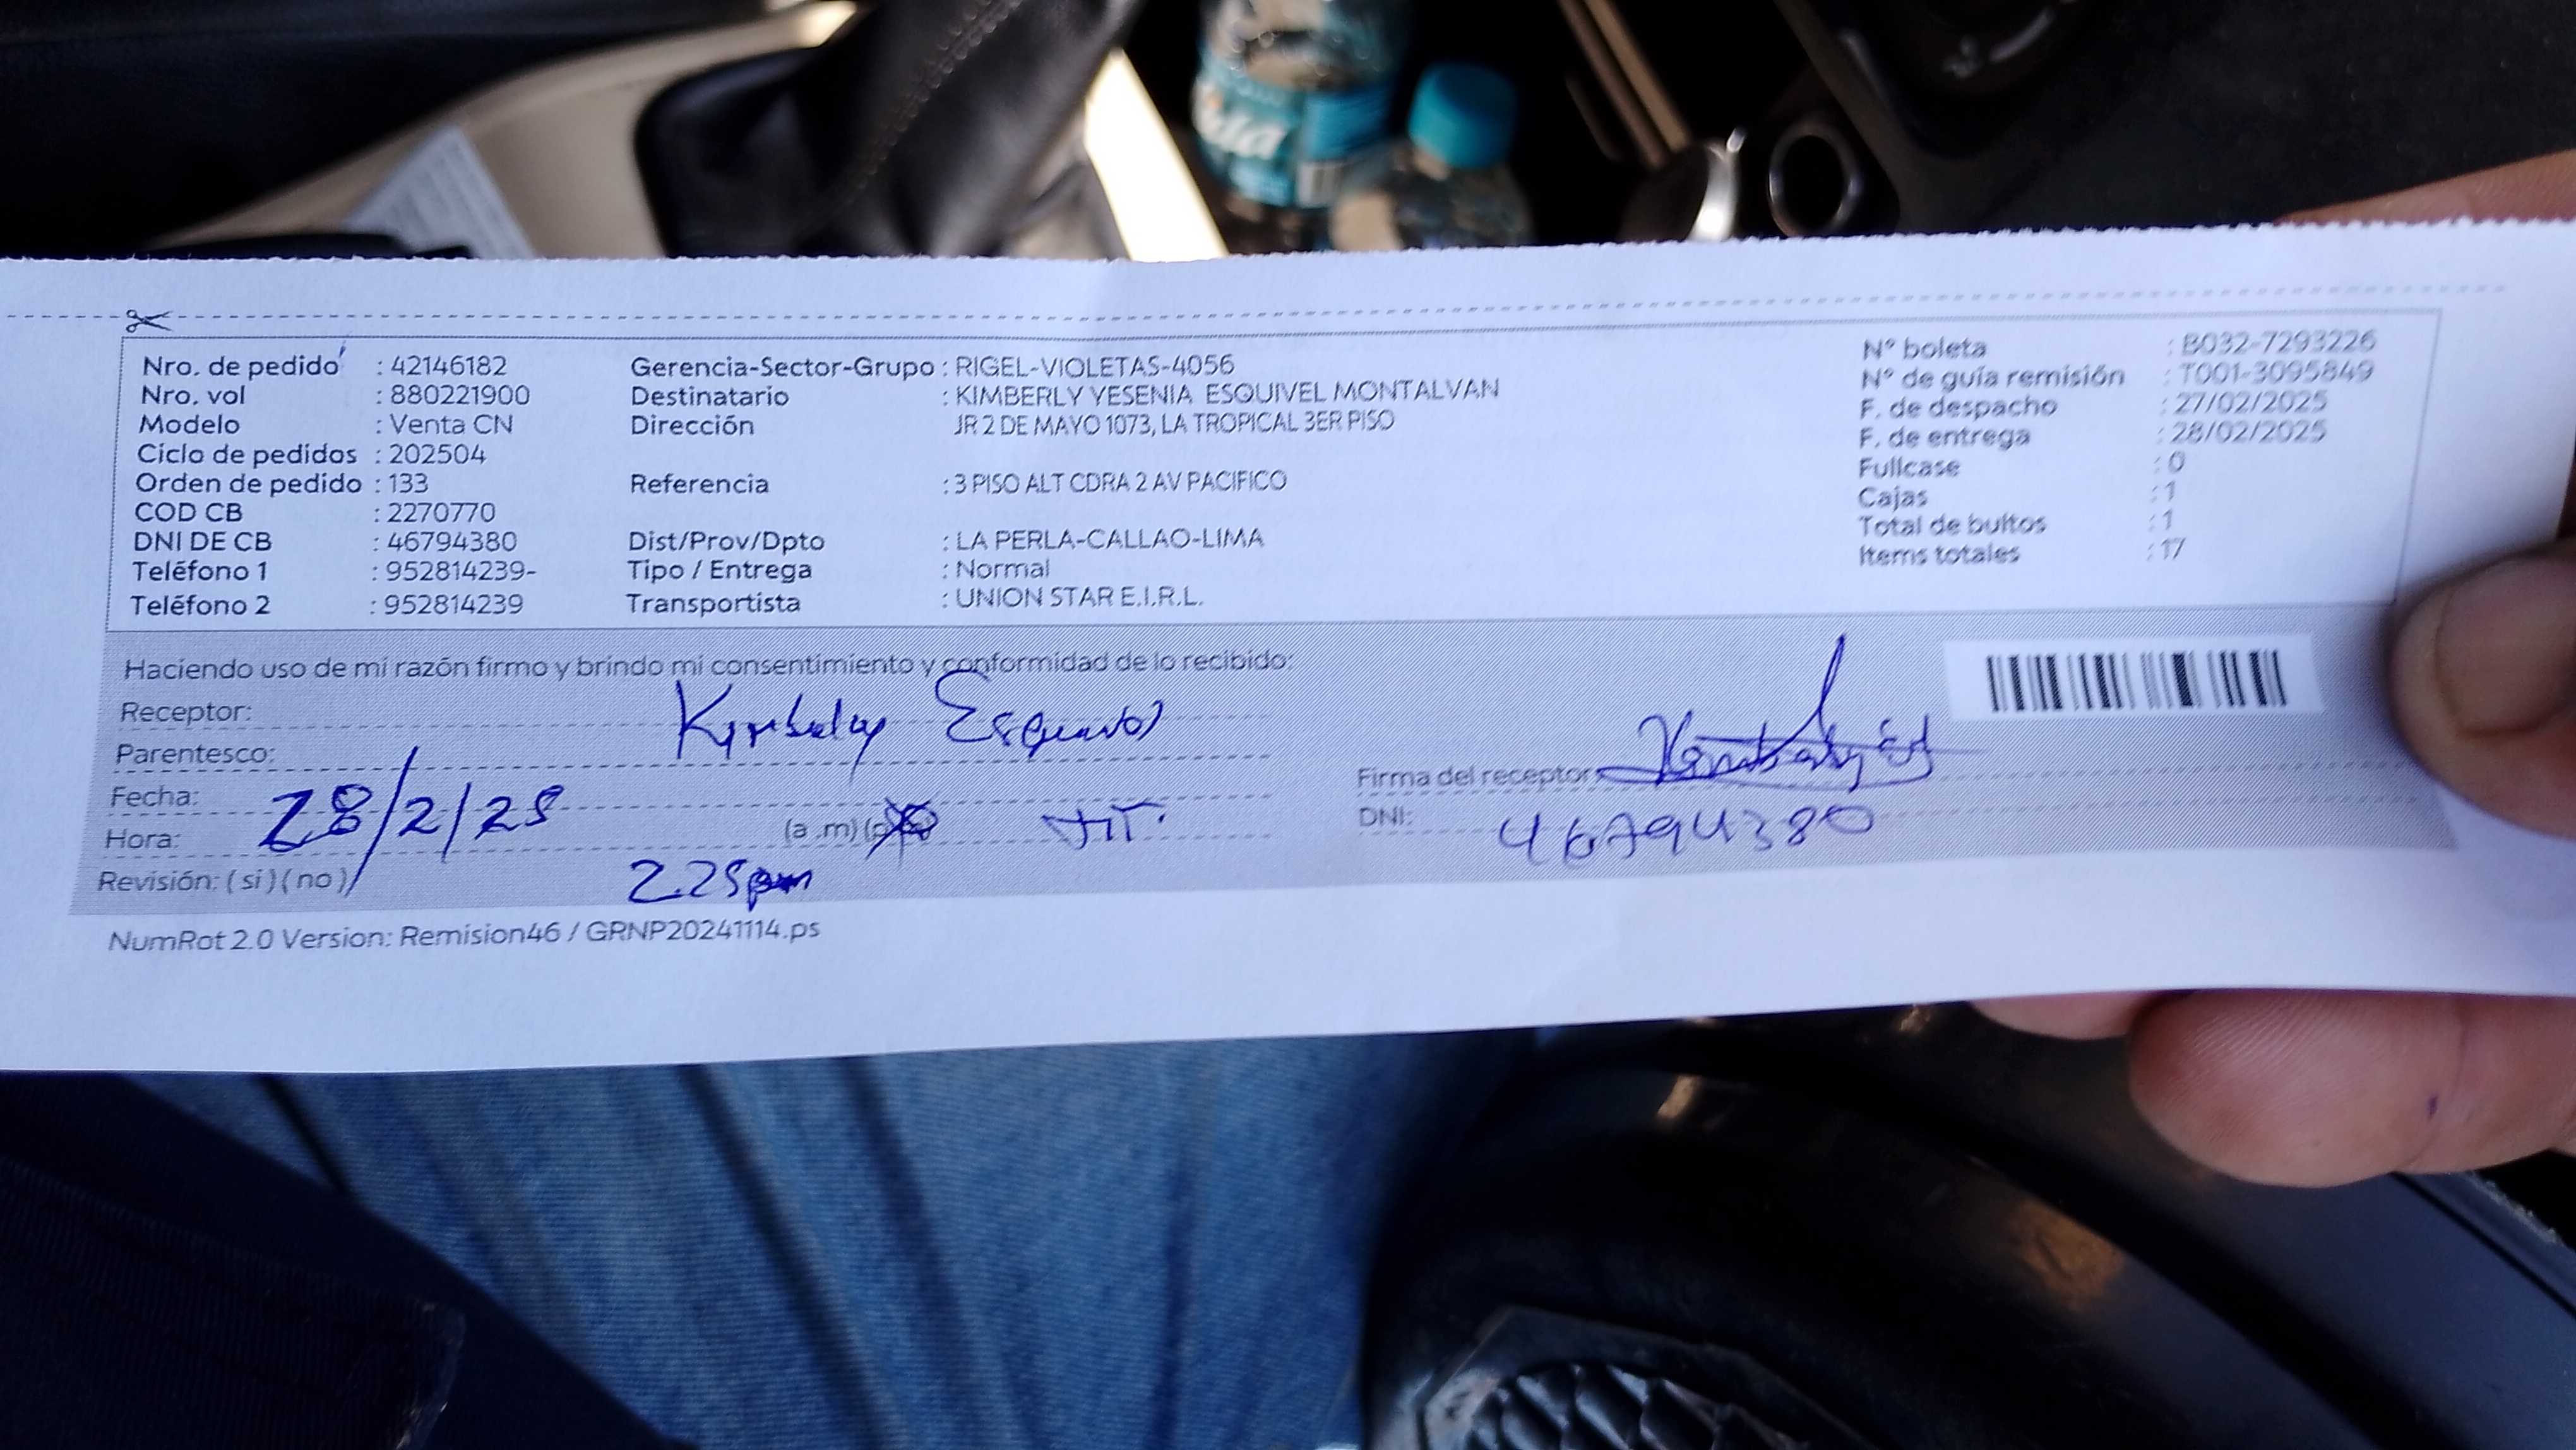 Nro. de pedido : 42146182
Nro. vol : 880221900
Modelo : Venta CN
Ciclo de pedidos : 202504
Orden de pedido : 133
COD CB : 2270770
DNI DE CB : 46794380
Teléfono 1 : 952814239-
Teléfono 2 : 952814239
Gerencia-Sector-Grupo : RIGEL-VIOLETAS-4056
Destinatario : KIMBERLY YESENIA ESQUIVEL MONTALVAN
Dirección JR 2 DE MAYO 1073, LA TROPICAL 3ER PISO
Referencia : 3 PISO ALT CDRA 2 AV PACIFICO
Dist/Prov/Dpto : LA PERLA-CALLAO-LIMA
Tipo / Entrega : Normal
Transportista : UNION STAR E.I.R.L.
N° boleta : B032-7293226
N° de guía remisión : T001-3095849
F. de despacho : 27/02/2025
F. de entrega : 28/02/2025
Fullcase : 0
Cajas : 1
Total de bultos : 1
Items totales : 17
Haciendo uso de mi razón firmo y brindo mi consentimiento y conformidad de lo recibido:
Receptor: Kimberly Esquivel
Parentesco: TIT.
Fecha: 28/2/25
Hora: (a .m) (p.m) 2.25pm
Revisión: ( si ) ( no )
Firma del receptor:
DNI: 46794380
NumRot 2.0 Version: Remision46 / GRNP20241114.ps